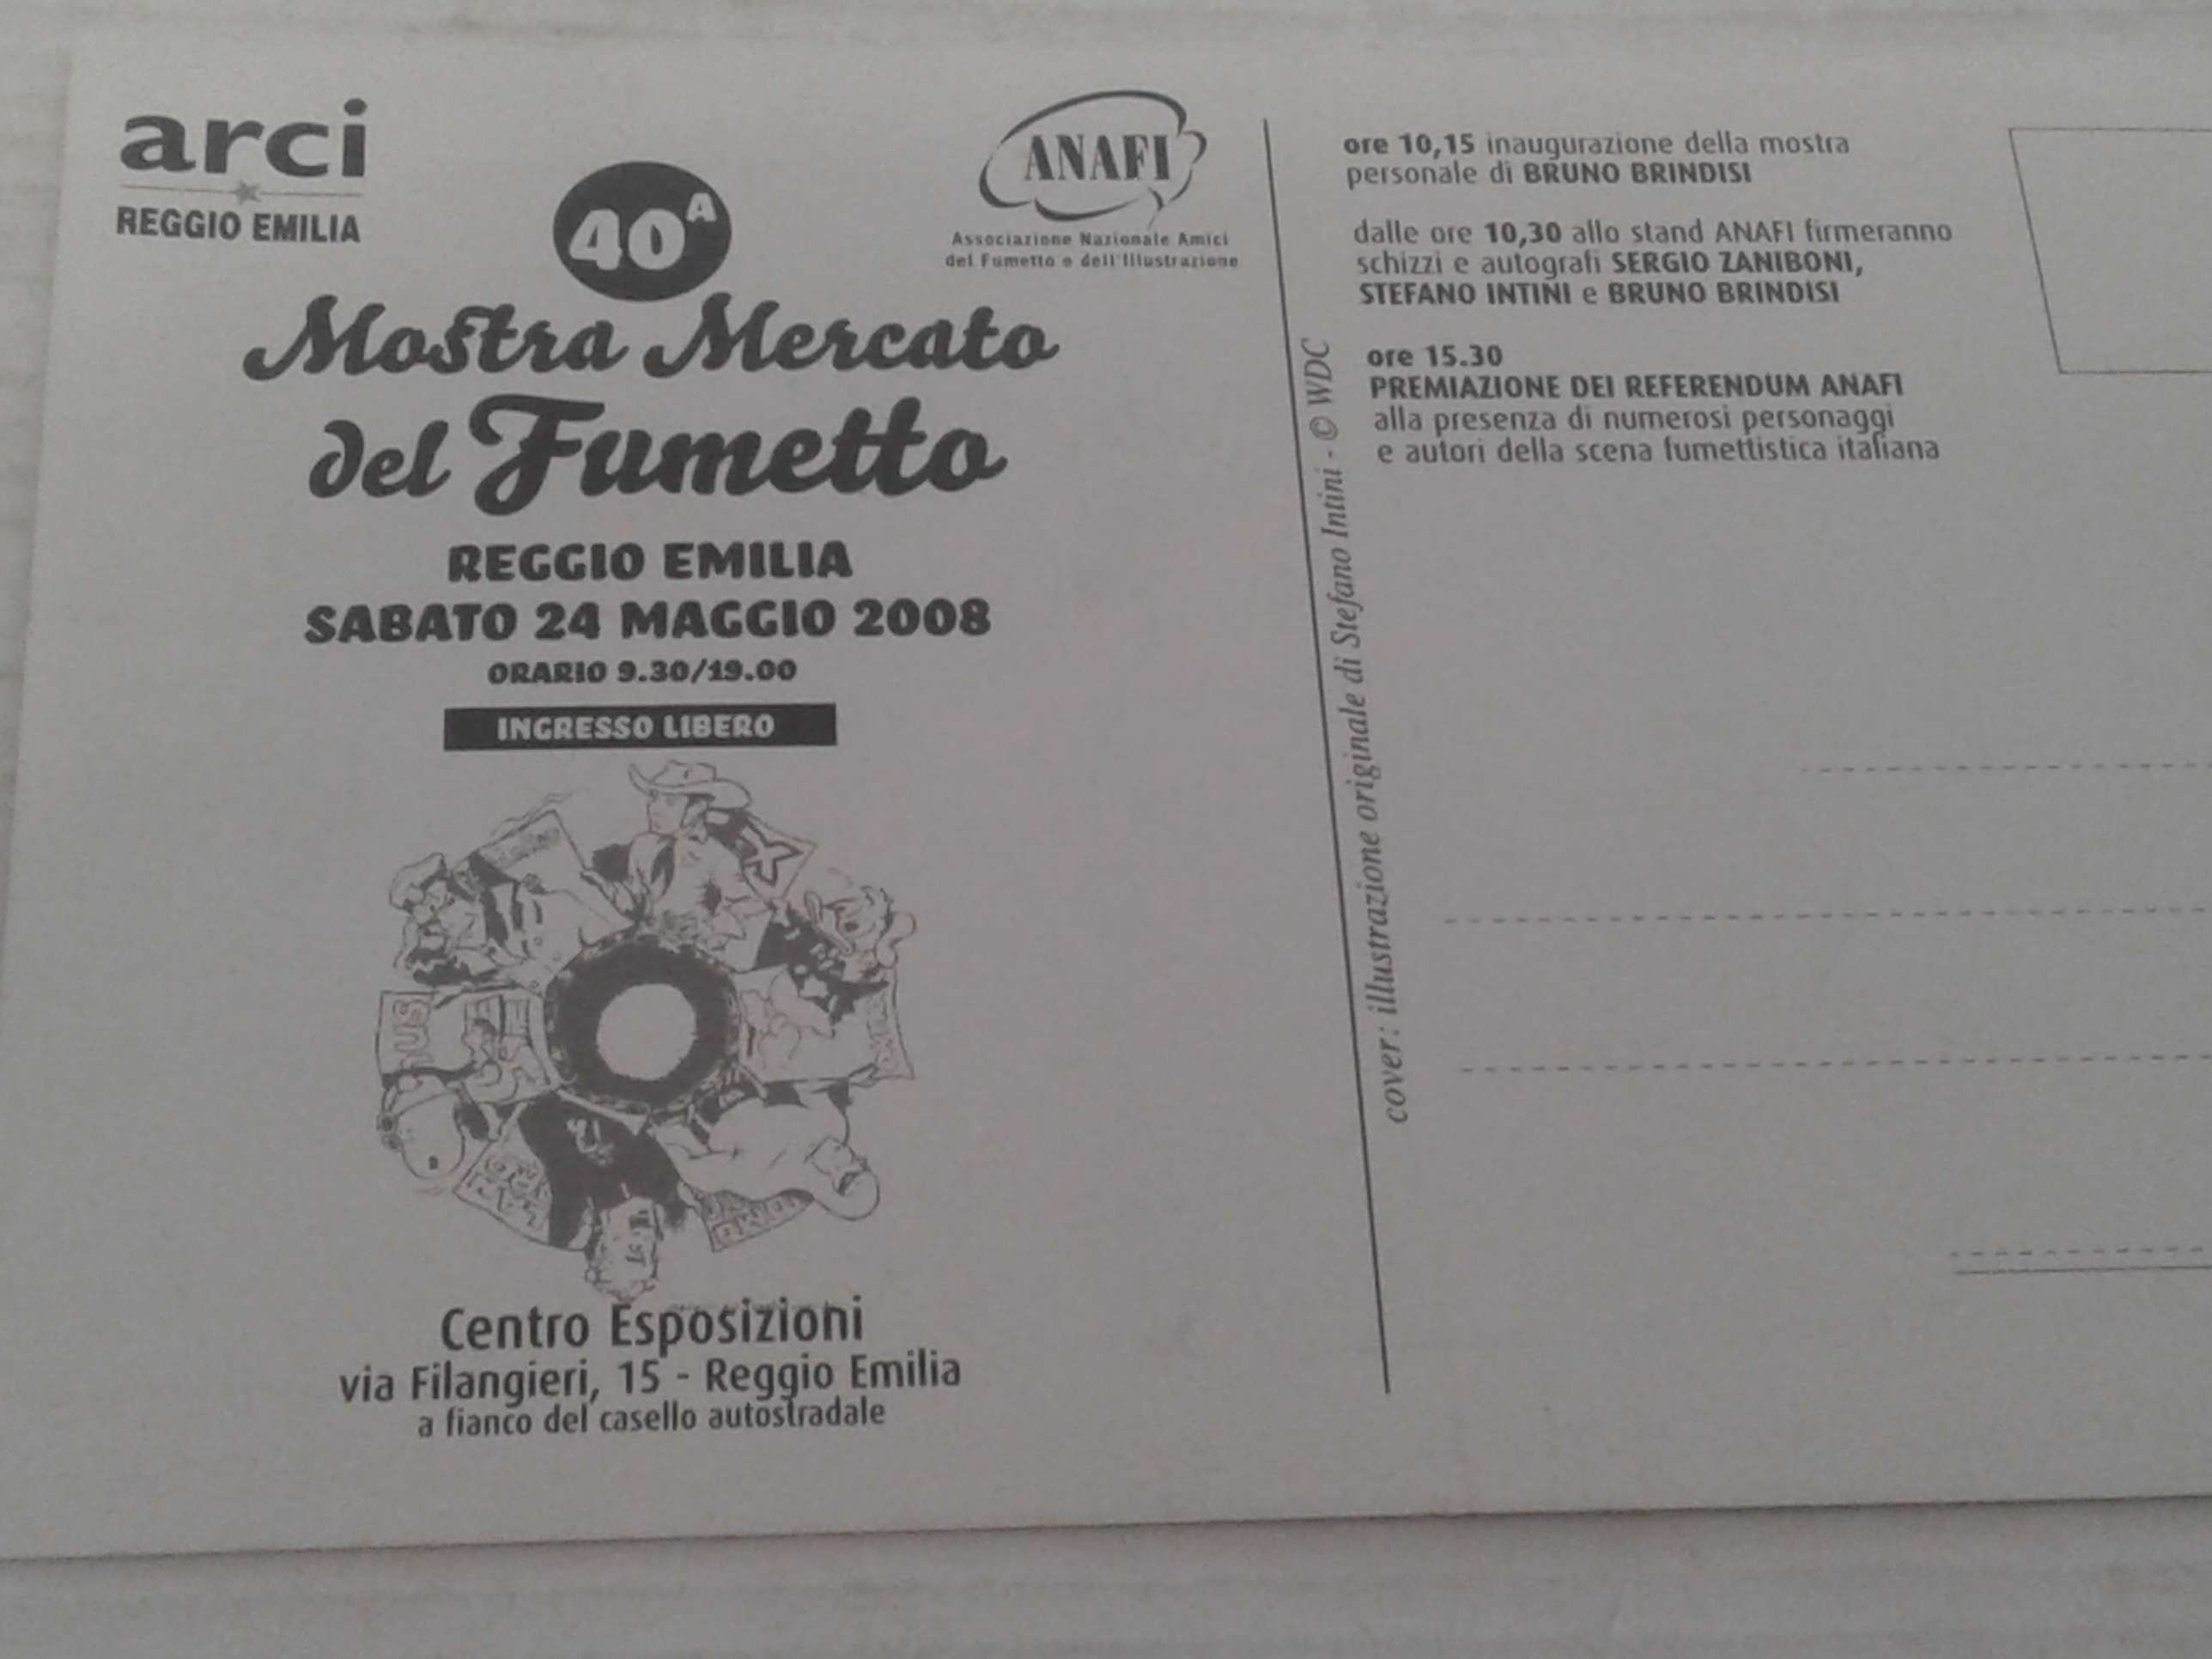 arci
REGGIO EMILIA
40A
ANAFI
Associazione Nazionale Amici
del Fumetto e dell'Illustrazione
Mostra Mercato
del Fumetto
REGGIO EMILIA
SABATO 24 MAGGIO 2008
ORARIO 9.30/19.00
INGRESSO LIBERO
Centro Esposizioni
via Filangieri, 15 - Reggio Emilia
a fianco del casello autostradale
cover: illustrazione originale di Stefano Intini - © WDC
ore 10,15 inaugurazione della mostra
personale di BRUNO BRINDISI
dalle ore 10,30 allo stand ANAFI firmeranno
schizzi e autografi SERGIO ZANIBONI,
STEFANO INTINI e BRUNO BRINDISI
ore 15.30
PREMIAZIONE DEI REFERENDUM ANAFI
alla presenza di numerosi personaggi
e autori della scena fumettistica italiana